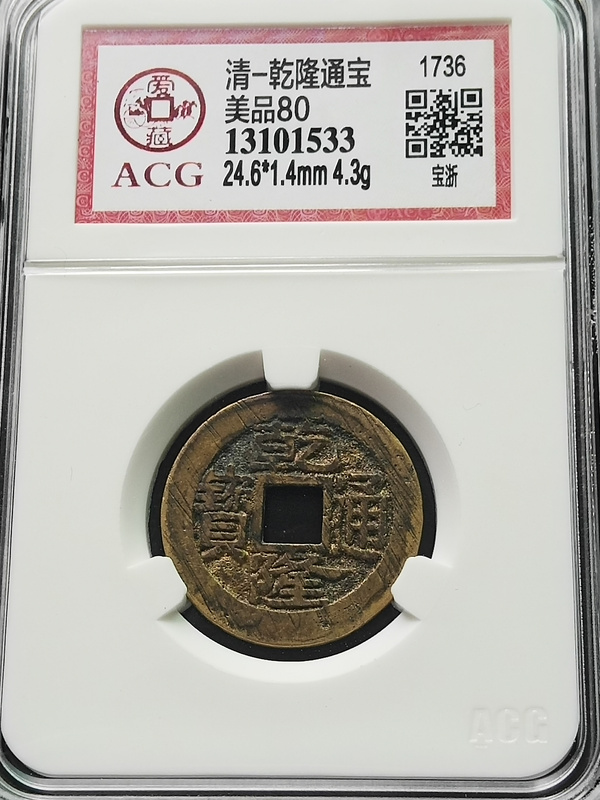 爱藏
ACG
清-乾隆通宝
美品80
13101533
24.6*1.4mm 4.3g
1736
宝浙
乾隆通寶
ACG